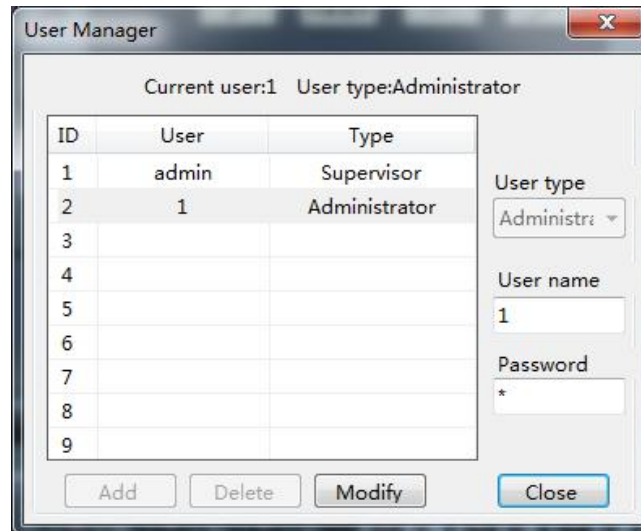 User Manager
Current user:1 User type:Administrator
ID User Type
1 admin Supervisor
2 1 Administrator
3
4
5
6
7
8
9
User type
Administra
User name
1
Password
*
Add Delete Modify Close